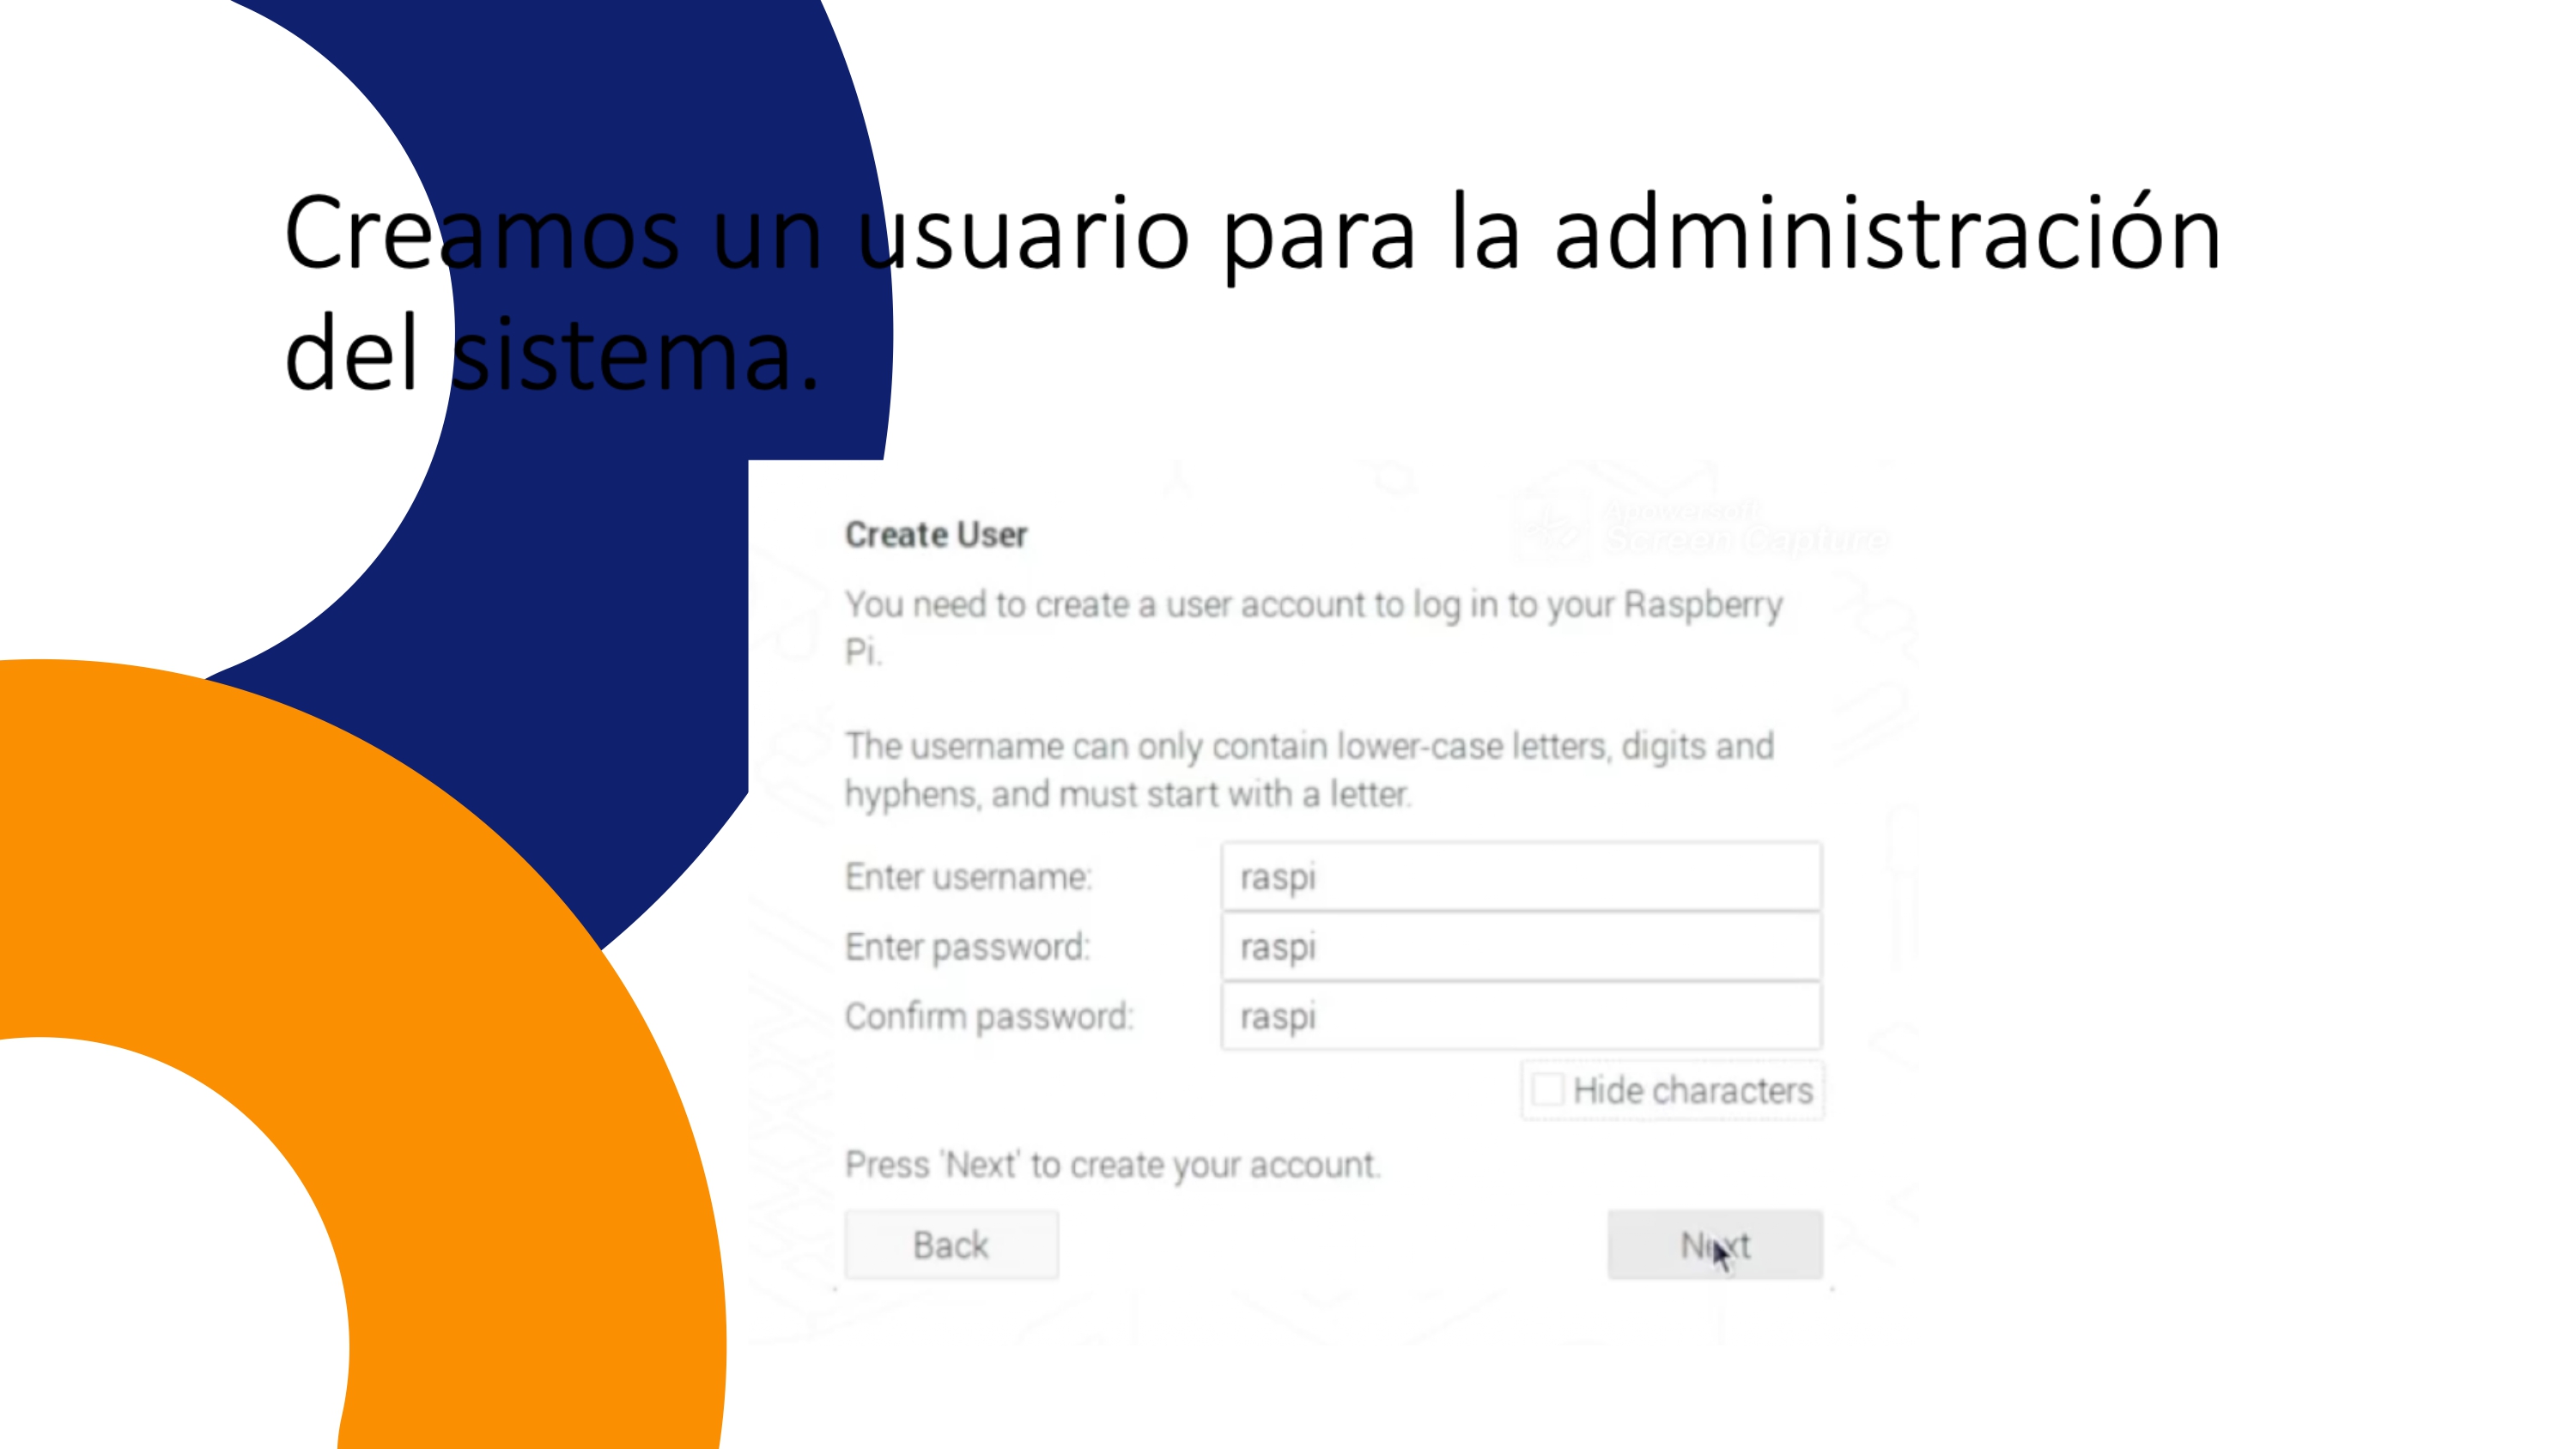 Creamos un usuario para la administración
del sistema.
Apowersoft
Screen Capture
Create User
You need to create a user account to log in to your Raspberry
Pi.
The username can only contain lower-case letters, digits and
hyphens, and must start with a letter.
Enter username: raspi
Enter password: raspi
Confirm password: raspi
Hide characters
Press 'Next' to create your account.
Back Next